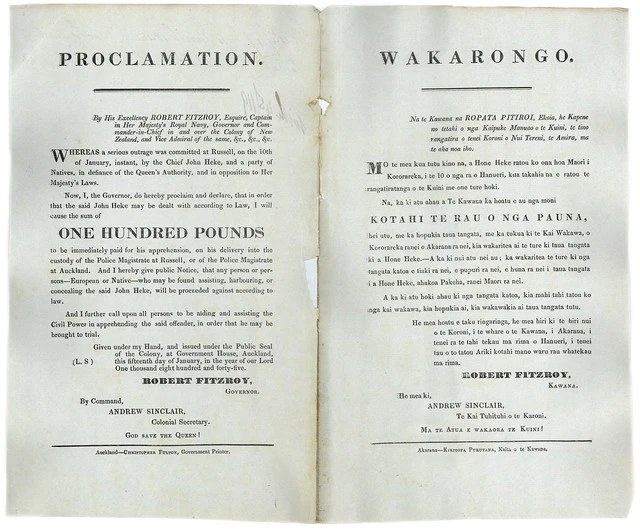 PROCLAMATION.
By His Excellency ROBERT FITZROY, Esquire, Captain
in Her Majesty's Royal Navy, Governor and Com-
mander-in-Chief in and over the Colony of New
Zealand, and Vice Admiral of the same, &c., &c., &c.
WHEREAS a serious outrage was committed at Russell, on the 10th
of January, instant, by the Chief John Heke, and a party of
Natives, in defiance of the Queen's Authority, and in opposition to Her
Majesty's Laws.
Now, I, the Governor, do hereby proclaim and declare, that in order
that the said John Heke may be dealt with according to Law, I will
cause the sum of
ONE HUNDRED POUNDS
to be immediately paid for his apprehension, on his delivery into the
custody of the Police Magistrate at Russell, or of the Police Magistrate
at Auckland. And I hereby give public Notice, that any person or per-
sons—European or Native—who may be found assisting, harbouring, or
concealing the said John Heke, will be proceeded against according to
law.
And I further call upon all persons to be aiding and assisting the
Civil Power in apprehending the said offender, in order that he may be
brought to trial.
Given under my Hand, and issued under the Public Seal
of the Colony, at Government House, Auckland,
(L. S) this fifteenth day of January, in the year of our Lord
One thousand eight hundred and forty-five.
ROBERT FITZROY,
GOVERNOR.
By Command,
ANDREW SINCLAIR,
Colonial Secretary.
GOD SAVE THE QUEEN!
Auckland—CHRISTOPHER FULTON, Government Printer.
WAKARONGO.
Na te Kawana na ROPATA PITIROI, Ekoia, he Kapene
no tetahi o nga Kaipuke Manuao o te Kuini, te tino
rangatira o tenei Koroni o Nui Tereni, te Amira, ma
te aha noa iho.
MO te mea kua tutu kino na, a Hone Heke ratou ko ona hoa Maori i
Kororareka, i te 10 o nga ra o Hanueri, kua takahia na e ratou te
rangatiratanga o te Kuini me one ture hoki.
Na, ka ki atu ahau a Te Kawana ka hoatu e au nga moni
KOTAHI TE RAU O NGA PAUNA,
hei utu, me ka hopukia taua tangata, me ka tukua ki te Kai Wakawa, o
Kororareka ranei o Akarana ranei, kia wakaritea ai te ture ki taua tangata
ki a Hone Heke.—A ka ki nui atu nei au; ka wakaritea te ture ki nga
tangata katoa e tiaki ranei, e pupuri ranei, e huna ranei i taua tangata
i a Hone Heke, ahakoa Pakeha, ranei Maori ra nei.
A ka ki atu hoki ahau ki nga tangata katoa, kia mahi tahi tatou ko
nga kai wakawa, kia hopukia ai, kia wakawakia ai taua tangata tutu.
He mea hoatu e taku ringaringa, he mea hiri ki te hiri nui
o te Koroni, i te whare o te Kawana, i Akarana, i
tenei ra te tahi tekau ma rima o Hanueri, i tenei
tau o to tatou Ariki kotahi mano waru rau whatekau
ma rima.
ROBERT FITZROY,
KAWANA.
He mea ki,
ANDREW SINCLAIR,
Te Kai Tuhituhi o te Karoni.
MA TE ATUA E WAKAORA TE KUINI!
Akarana— Kaita o te Kawana.